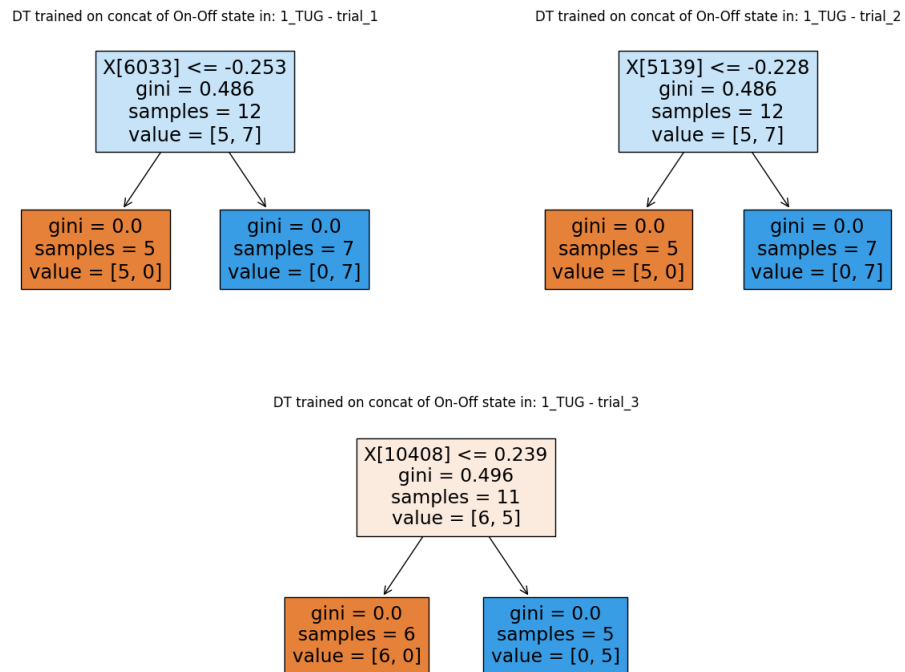 DT trained on concat of On-Off state in: 1_TUG - trial_1
X[6033] <= -0.253
gini = 0.486
samples = 12
value = [5, 7]
gini = 0.0
samples = 5
value = [5, 0]
gini = 0.0
samples = 7
value = [0, 7]
DT trained on concat of On-Off state in: 1_TUG - trial_2
X[5139] <= -0.228
gini = 0.486
samples = 12
value = [5, 7]
gini = 0.0
samples = 5
value = [5, 0]
gini = 0.0
samples = 7
value = [0, 7]
DT trained on concat of On-Off state in: 1_TUG - trial_3
X[10408] <= 0.239
gini = 0.496
samples = 11
value = [6, 5]
gini = 0.0
samples = 6
value = [6, 0]
gini = 0.0
samples = 5
value = [0, 5]